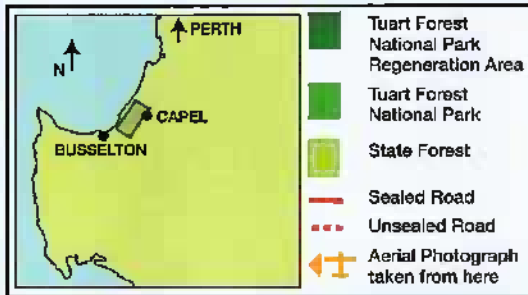 PERTH
N
CAPEL
BUSSELTON
Tuart Forest
National Park
Regeneration Area
Tuart Forest
National Park
State Forest
Sealed Road
Unsealed Road
Aerial Photograph
taken from here